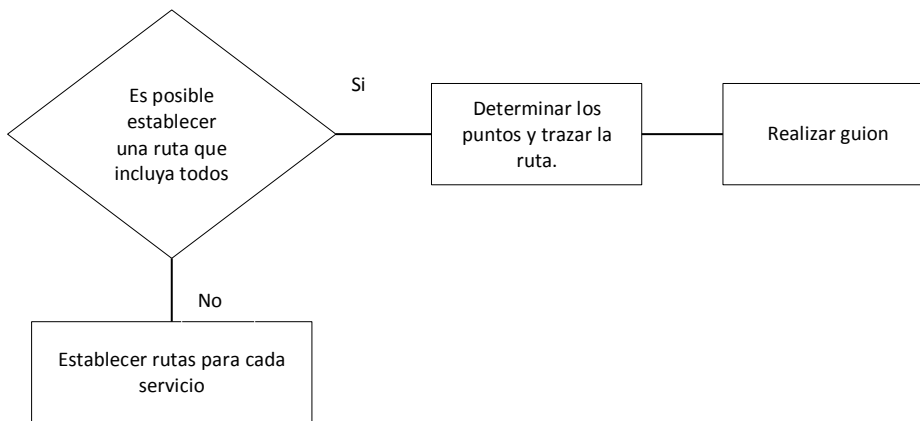 Es posible
establecer
una ruta que
incluya todos
Si
Determinar los
puntos y trazar la
ruta.
Realizar guion
No
Establecer rutas para cada
servicio